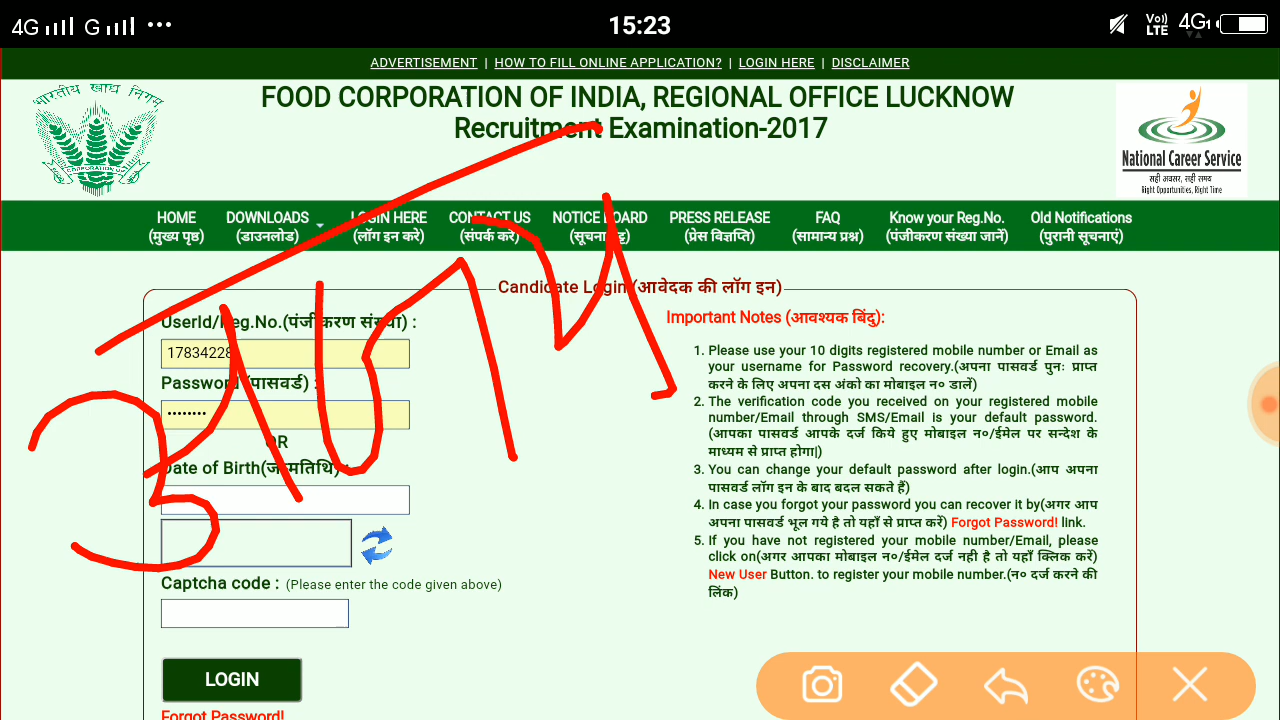 4G G 15:23 Vo)) LTE 4G
ADVERTISEMENT | HOW TO FILL ONLINE APPLICATION? | LOGIN HERE | DISCLAIMER
भारतीय खाद्य निगम
FOOD CORPORATION OF INDIA, REGIONAL OFFICE LUCKNOW
Recruitment Examination-2017
National Career Service
सही अवसर, सही समय
Right Opportunities, Right Time
HOME DOWNLOADS LOGIN HERE CONTACT US NOTICE BOARD PRESS RELEASE FAQ Know your Reg.No. Old Notifications
(मुख्य पृष्ठ) (डाउनलोड) (लॉग इन करे) (संपर्क करे) (सूचना पट्ट) (प्रेस विज्ञप्ति) (सामान्य प्रश्न) (पंजीकरण संख्या जानें) (पुरानी सूचनाएं)
Candidate Login (आवेदक की लॉग इन)
UserId/Reg.No.(पंजीकरण संख्या) :
17834228
Password (पासवर्ड) :
••••••••
OR
Date of Birth(जन्मतिथि) :
Captcha code : (Please enter the code given above)
LOGIN
Forgot Password!
Important Notes (आवश्यक बिंदु):
1. Please use your 10 digits registered mobile number or Email as
your username for Password recovery.(अपना पासवर्ड पुनः प्राप्त
करने के लिए अपना दस अंको का मोबाइल न० डालें)
2. The verification code you received on your registered mobile
number/Email through SMS/Email is your default password.
(आपका पासवर्ड आपके दर्ज किये हुए मोबाइल न०/ईमेल पर सन्देश के
माध्यम से प्राप्त होगा|)
3. You can change your default password after login.(आप अपना
पासवर्ड लॉग इन के बाद बदल सकते हैं)
4. In case you forgot your password you can recover it by(अगर आप
अपना पासवर्ड भूल गये है तो यहाँ से प्राप्त करें) Forgot Password! link.
5. If you have not registered your mobile number/Email, please
click on(अगर आपका मोबाइल न०/ईमेल दर्ज नही है तो यहाँ क्लिक करें)
New User Button. to register your mobile number.(न० दर्ज करने की
लिंक)